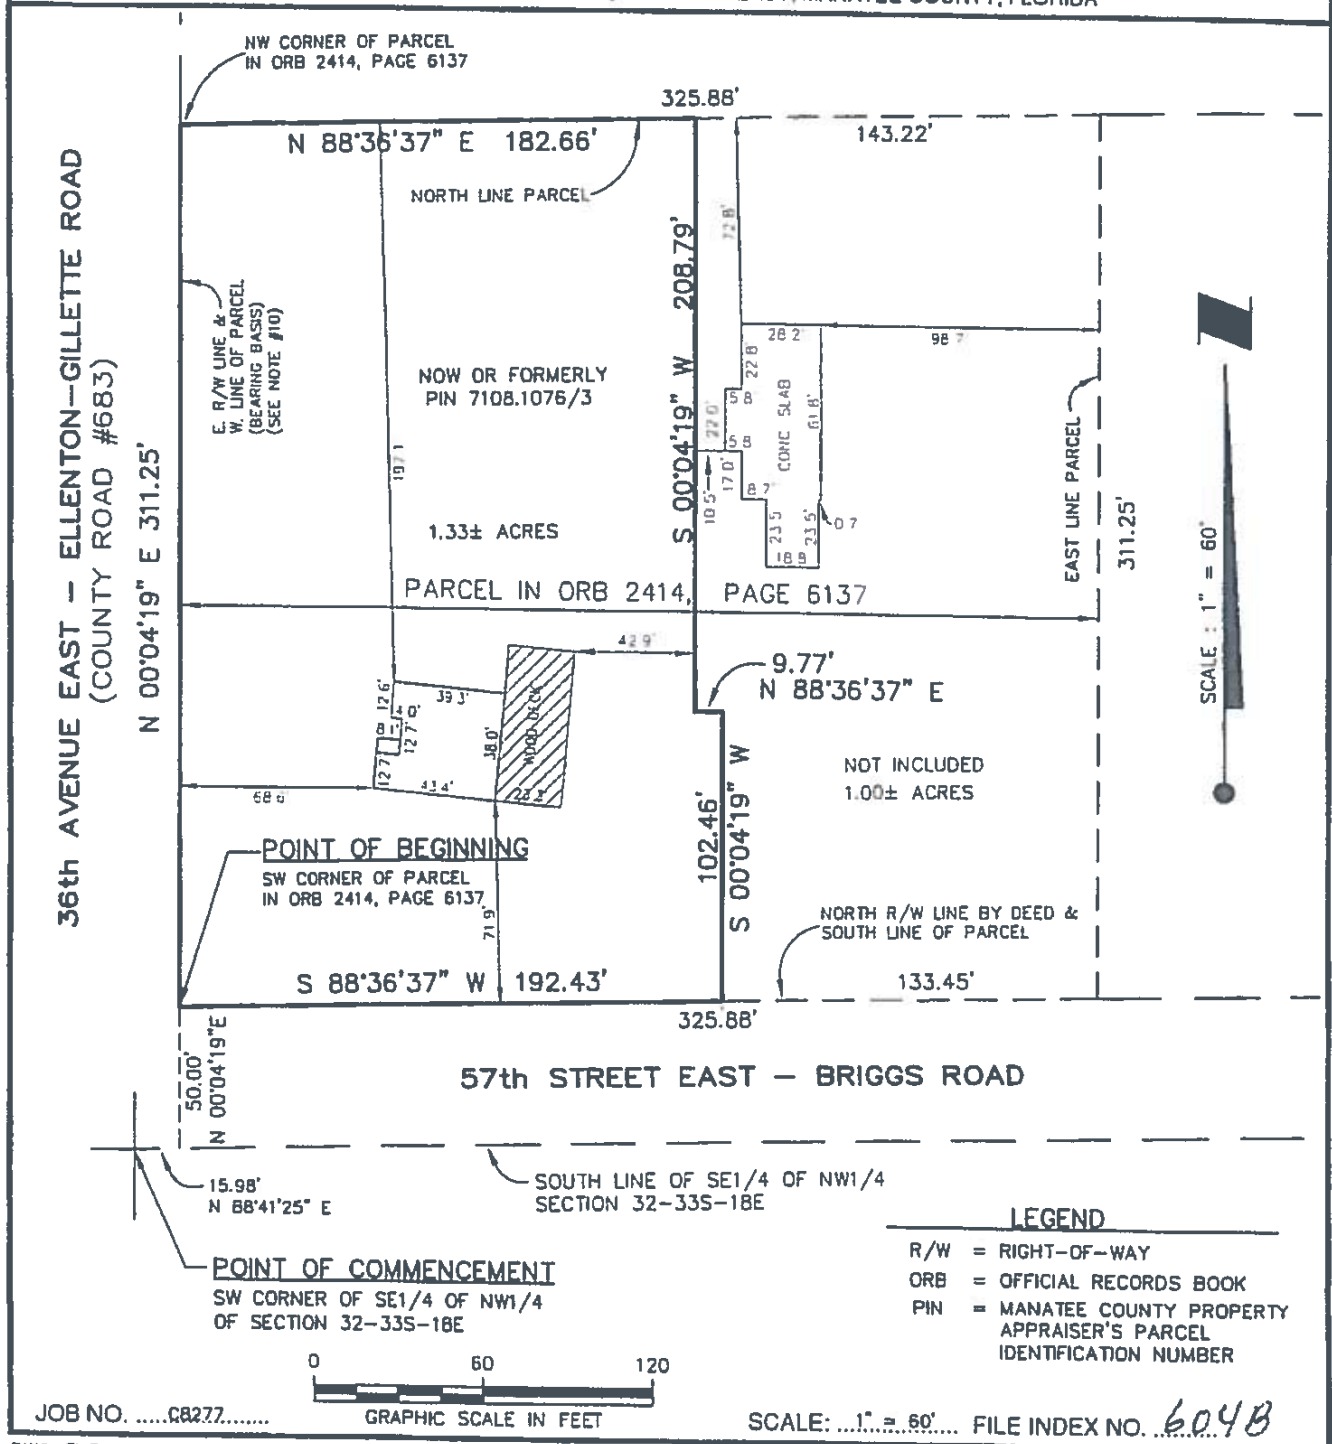 MANATEE COUNTY, FLORIDA
NW CORNER OF PARCEL
IN ORB 2414, PAGE 6137
325.88'
N 88°36'37" E 182.66'
143.22'
NORTH LINE PARCEL
36th AVENUE EAST – ELLENTON–GILLETTE ROAD
(COUNTY ROAD #683)
N 00°04'19" E 311.25'
E. R/W LINE &
W. LINE OF PARCEL
(BEARING BASIS)
(SEE NOTE #10)
197.1
NOW OR FORMERLY
PIN 7108.1076/3
1.33± ACRES
S 00°04'19" W 208.79'
72.8'
28.2'
98.7
22.8'
5.8
22.0'
5.8
17.0'
10.5'
8.7
CONC SLAB
61.8'
23.5
23.5'
18.8
0.7
EAST LINE PARCEL
311.25'
SCALE : 1" = 60'
PARCEL IN ORB 2414, PAGE 6137
42.9'
9.77'
N 88°36'37" E
12.6'
39.3'
4.0'
8.1'
12.7'
12.7'
38.0'
WOOD DECK
43.4'
68.6'
NOT INCLUDED
1.00± ACRES
102.46'
S 00°04'19" W
POINT OF BEGINNING
SW CORNER OF PARCEL
IN ORB 2414, PAGE 6137
71.9'
NORTH R/W LINE BY DEED &
SOUTH LINE OF PARCEL
S 88°36'37" W 192.43'
133.45'
325.88'
50.00'
N 00°04'19"E
57th STREET EAST – BRIGGS ROAD
15.98'
N 88°41'25" E
SOUTH LINE OF SE1/4 OF NW1/4
SECTION 32-33S-18E
POINT OF COMMENCEMENT
SW CORNER OF SE1/4 OF NW1/4
OF SECTION 32-33S-18E
LEGEND
R/W = RIGHT-OF-WAY
ORB = OFFICIAL RECORDS BOOK
PIN = MANATEE COUNTY PROPERTY
APPRAISER'S PARCEL
IDENTIFICATION NUMBER
0 60 120
GRAPHIC SCALE IN FEET
JOB NO. .....C8277.......
SCALE: ...1" = 60'.... FILE INDEX NO. ...604B